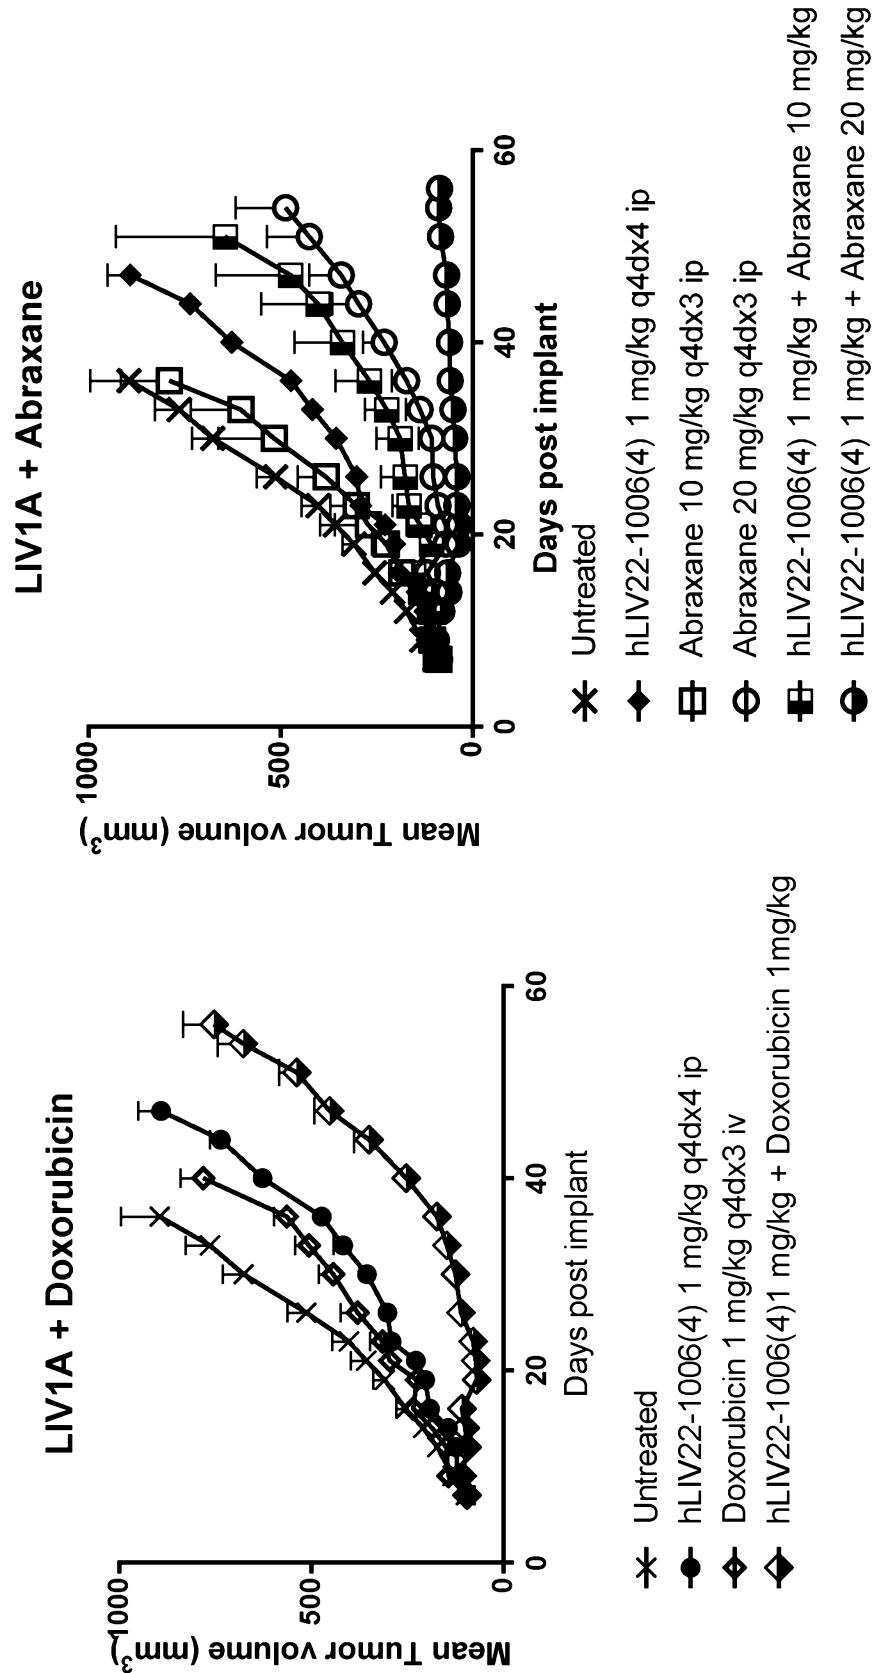 LIV1A + Doxorubicin
Mean Tumor volume (mm3)
1000
500
0
0
20
40
60
Days post implant
Untreated
hLIV22-1006(4) 1 mg/kg q4dx4 ip
Doxorubicin 1 mg/kg q4dx3 iv
hLIV22-1006(4)1 mg/kg + Doxorubicin 1mg/kg
LIV1A + Abraxane
Mean Tumor volume (mm3)
1000
500
0
0
20
40
60
Days post implant
Untreated
hLIV22-1006(4) 1 mg/kg q4dx4 ip
Abraxane 10 mg/kg q4dx3 ip
Abraxane 20 mg/kg q4dx3 ip
hLIV22-1006(4) 1 mg/kg + Abraxane 10 mg/kg
hLIV22-1006(4) 1 mg/kg + Abraxane 20 mg/kg